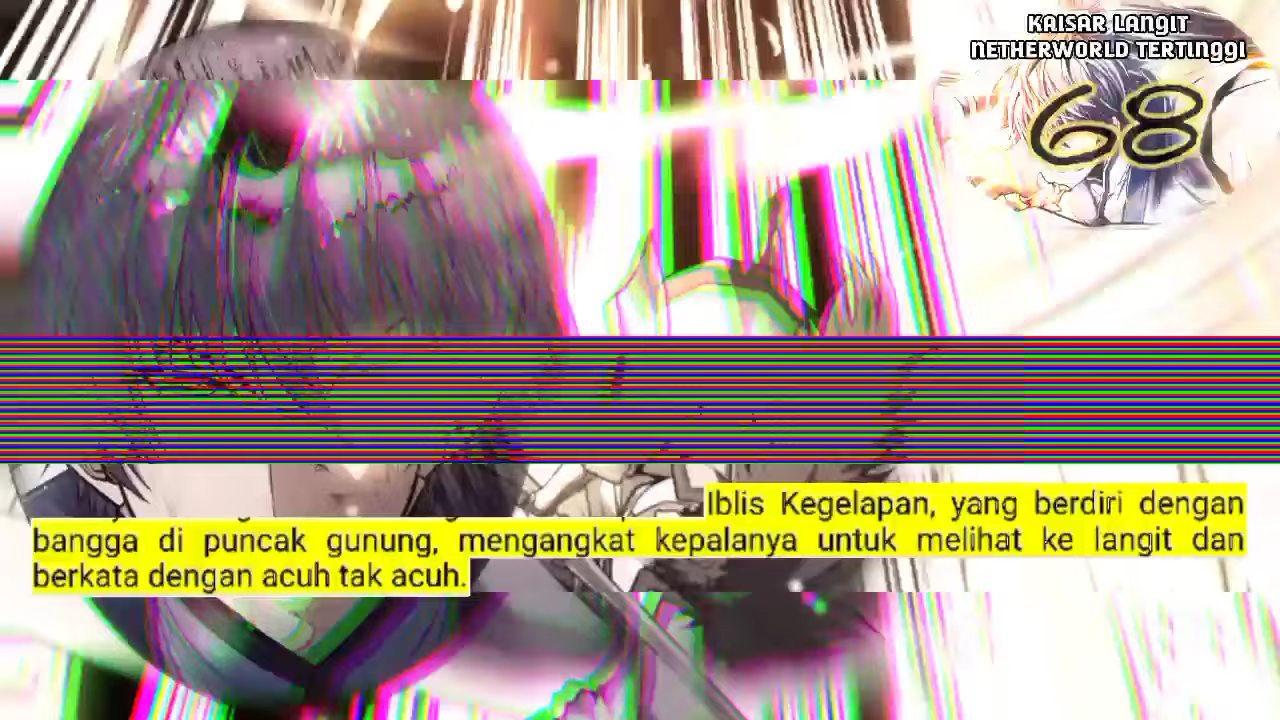 KAISAR LANGIT
NETHERWORLD TERTINGGI
68
Iblis Kegelapan, yang berdiri dengan
bangga di puncak gunung, mengangkat kepalanya untuk melihat ke langit dan
berkata dengan acuh tak acuh.